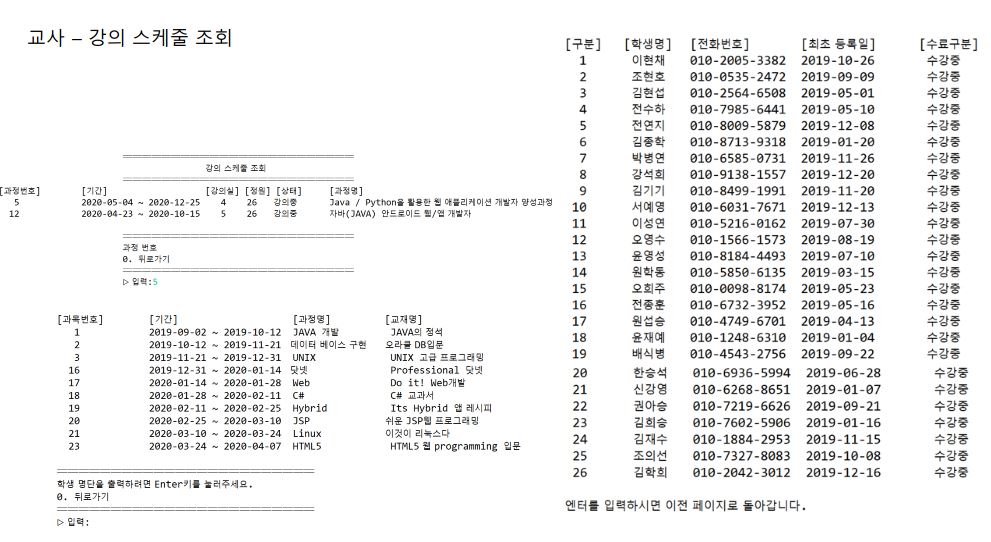 교사 – 강의 스케줄 조회
강의 스케줄 조회
[과정번호] [기간] [강의실] [정원] [상태] [과정명]
5 2020-05-04 ~ 2020-12-25 4 26 강의중 Java / Python을 활용한 웹 애플리케이션 개발자 양성과정
12 2020-04-23 ~ 2020-10-15 5 26 강의중 자바(JAVA) 안드로이드 웹/앱 개발자
과정 번호
0. 뒤로가기
▷ 입력:5
[과목번호] [기간] [과정명] [교재명]
1 2019-09-02 ~ 2019-10-12 JAVA 개발 JAVA의 정석
2 2019-10-12 ~ 2019-11-21 데이터 베이스 구현 오라클 DB입문
3 2019-11-21 ~ 2019-12-31 UNIX UNIX 고급 프로그래밍
16 2019-12-31 ~ 2020-01-14 닷넷 Professional 닷넷
17 2020-01-14 ~ 2020-01-28 Web Do it! Web개발
18 2020-01-28 ~ 2020-02-11 C# C# 교과서
19 2020-02-11 ~ 2020-02-25 Hybrid Its Hybrid 앱 레시피
20 2020-02-25 ~ 2020-03-10 JSP 쉬운 JSP웹 프로그래밍
21 2020-03-10 ~ 2020-03-24 Linux 이것이 리눅스다
23 2020-03-24 ~ 2020-04-07 HTML5 HTML5 웹 programming 입문
학생 명단을 출력하려면 Enter키를 눌러주세요.
0. 뒤로가기
▷ 입력:
[구분] [학생명] [전화번호] [최초 등록일] [수료구분]
1 이현채 010-2005-3382 2019-10-26 수강중
2 조현호 010-0535-2472 2019-09-09 수강중
3 김현섭 010-2564-6508 2019-05-01 수강중
4 전수하 010-7985-6441 2019-05-10 수강중
5 전연지 010-8009-5879 2019-12-08 수강중
6 김종학 010-8713-9318 2019-01-20 수강중
7 박병연 010-6585-0731 2019-11-26 수강중
8 강석희 010-9138-1557 2019-12-20 수강중
9 김기기 010-8499-1991 2019-11-20 수강중
10 서예영 010-6031-7671 2019-12-13 수강중
11 이성연 010-5216-0162 2019-07-30 수강중
12 오영수 010-1566-1573 2019-08-19 수강중
13 윤영성 010-8184-4493 2019-07-10 수강중
14 원학동 010-5850-6135 2019-03-15 수강중
15 오희주 010-0098-8174 2019-05-23 수강중
16 전종훈 010-6732-3952 2019-05-16 수강중
17 원섭승 010-4749-6701 2019-04-13 수강중
18 윤재예 010-1248-6310 2019-01-04 수강중
19 배식병 010-4543-2756 2019-09-22 수강중
20 한승석 010-6936-5994 2019-06-28 수강중
21 신강영 010-6268-8651 2019-01-07 수강중
22 권아승 010-7219-6626 2019-09-21 수강중
23 김희승 010-7602-5906 2019-01-16 수강중
24 김재수 010-1884-2953 2019-11-15 수강중
25 조의선 010-7327-8083 2019-10-08 수강중
26 김학희 010-2042-3012 2019-12-16 수강중
엔터를 입력하시면 이전 페이지로 돌아갑니다.